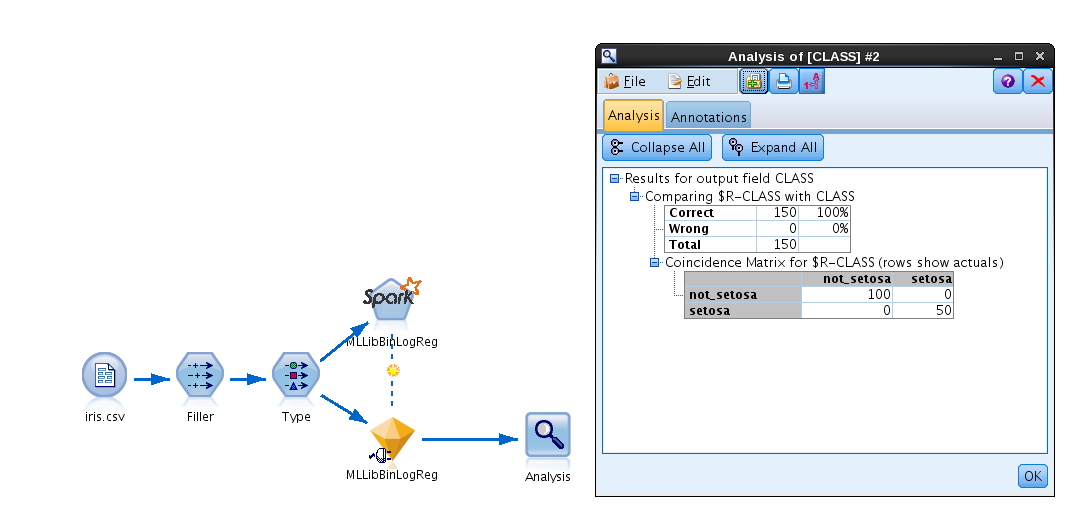 Analysis of [CLASS] #2
File Edit
Analysis Annotations
Collapse All Expand All
Results for output field CLASS
Comparing $R-CLASS with CLASS
Correct 150 100%
Wrong 0 0%
Total 150
Coincidence Matrix for $R-CLASS (rows show actuals)
not_setosa setosa
not_setosa 100 0
setosa 0 50
OK
Spark
MLLibBinLogReg
iris.csv
Filler
Type
MLLibBinLogReg
Analysis